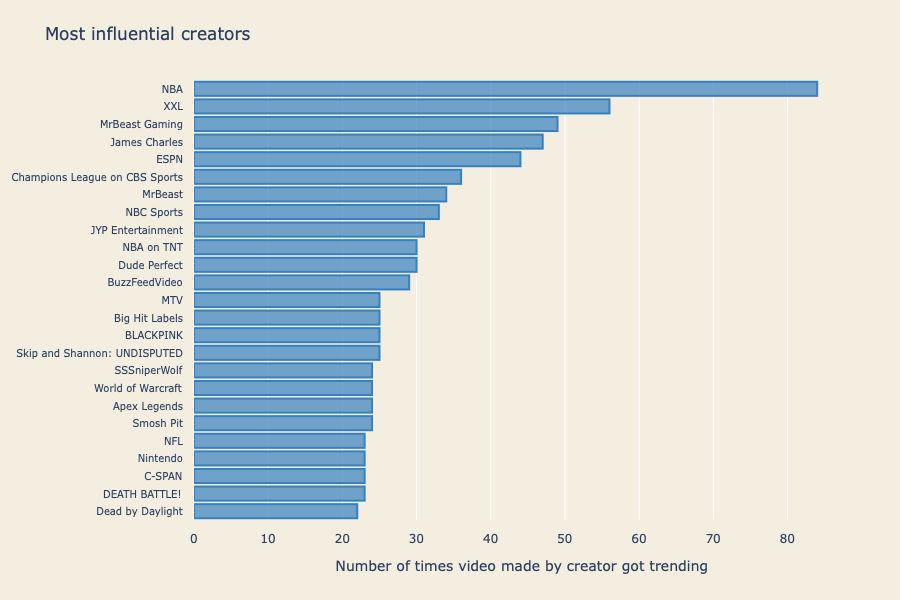 Most influential creators
NBA
XXL
MrBeast Gaming
James Charles
ESPN
Champions League on CBS Sports
MrBeast
NBC Sports
JYP Entertainment
NBA on TNT
Dude Perfect
BuzzFeedVideo
MTV
Big Hit Labels
BLACKPINK
Skip and Shannon: UNDISPUTED
SSSniperWolf
World of Warcraft
Apex Legends
Smosh Pit
NFL
Nintendo
C-SPAN
DEATH BATTLE!
Dead by Daylight
0 10 20 30 40 50 60 70 80
Number of times video made by creator got trending